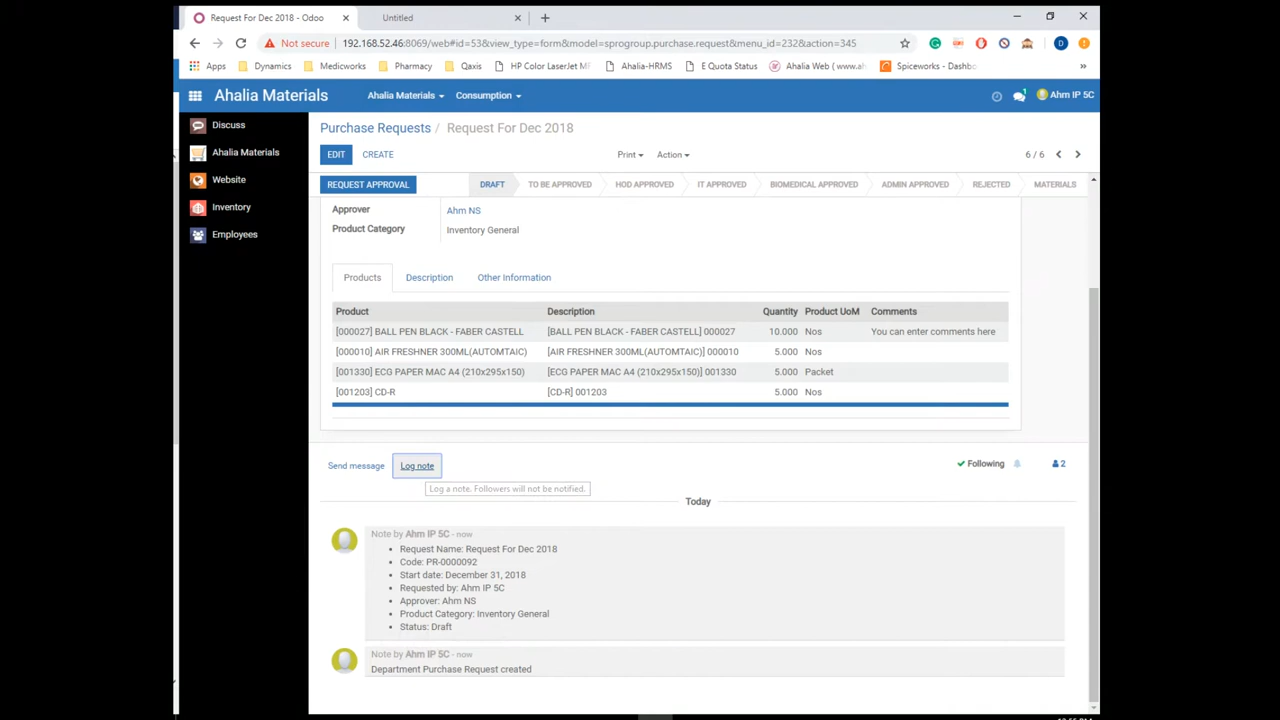 Request For Dec 2018 - Odoo
Untitled
Not secure
192.168.52.46:8069/web#id=53&view_type=form&model=sprogroup.purchase.request&menu_id=232&action=345
D
Apps
Dynamics
Medicworks
Pharmacy
Qaxis
HP Color LaserJet MF
Ahalia-HRMS
E Quota Status
Ahalia Web ( www.ah
Spiceworks - Dashbo
Ahalia Materials
Ahalia Materials
Consumption
1
Ahm IP 5C
Discuss
Ahalia Materials
Website
Inventory
Employees
Purchase Requests / Request For Dec 2018
EDIT
CREATE
Print
Action
6 / 6
REQUEST APPROVAL
DRAFT
TO BE APPROVED
HOD APPROVED
IT APPROVED
BIOMEDICAL APPROVED
ADMIN APPROVED
REJECTED
MATERIALS
Approver Ahm NS
Product Category Inventory General
Products
Description
Other Information
Product Description Quantity Product UoM Comments
[000027] BALL PEN BLACK - FABER CASTELL [BALL PEN BLACK - FABER CASTELL] 000027 10.000 Nos You can enter comments here
[000010] AIR FRESHNER 300ML(AUTOMTAIC) [AIR FRESHNER 300ML(AUTOMTAIC)] 000010 5.000 Nos
[001330] ECG PAPER MAC A4 (210x295x150) [ECG PAPER MAC A4 (210x295x150)] 001330 5.000 Packet
[001203] CD-R [CD-R] 001203 5.000 Nos
Send message
Log note
Following
2
Log a note. Followers will not be notified.
Today
Note by Ahm IP 5C - now
• Request Name: Request For Dec 2018
• Code: PR-0000092
• Start date: December 31, 2018
• Requested by: Ahm IP 5C
• Approver: Ahm NS
• Product Category: Inventory General
• Status: Draft
Note by Ahm IP 5C - now
Department Purchase Request created